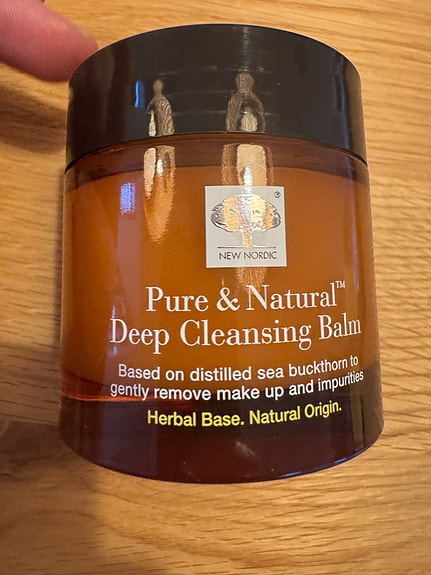 ®
NEW NORDIC
Pure & Natural™
Deep Cleansing Balm
Based on distilled sea buckthorn to
gently remove make up and impurities
Herbal Base. Natural Origin.